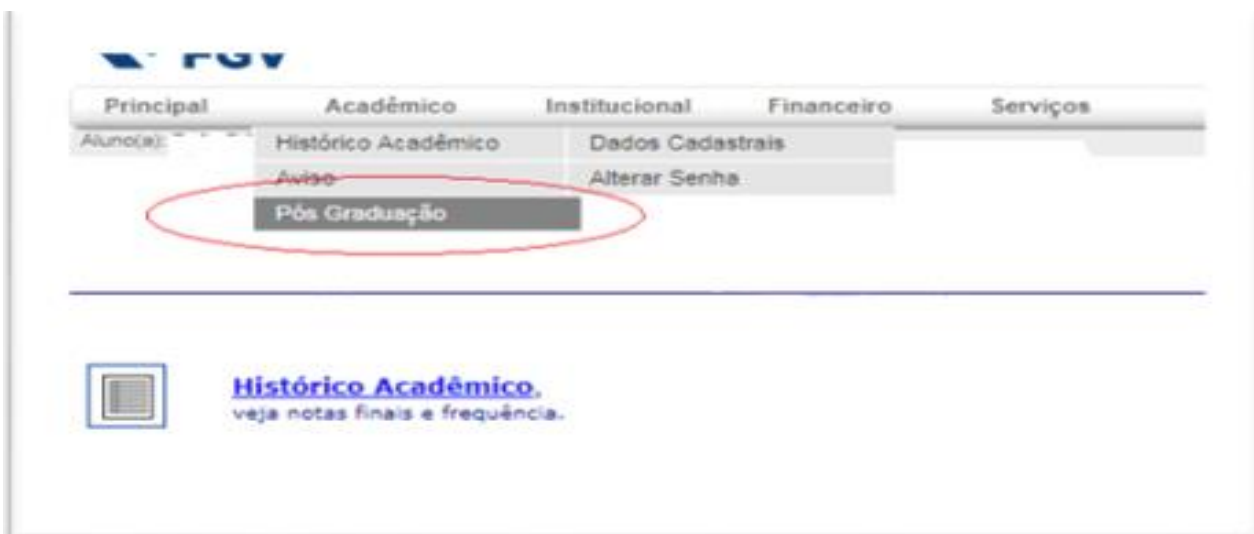 FGV
Principal Acadêmico Institucional Financeiro Serviços
Aluno(a):
Histórico Acadêmico Dados Cadastrais
Aviso Alterar Senha
Pós Graduação
Histórico Acadêmico,
veja notas finais e frequência.